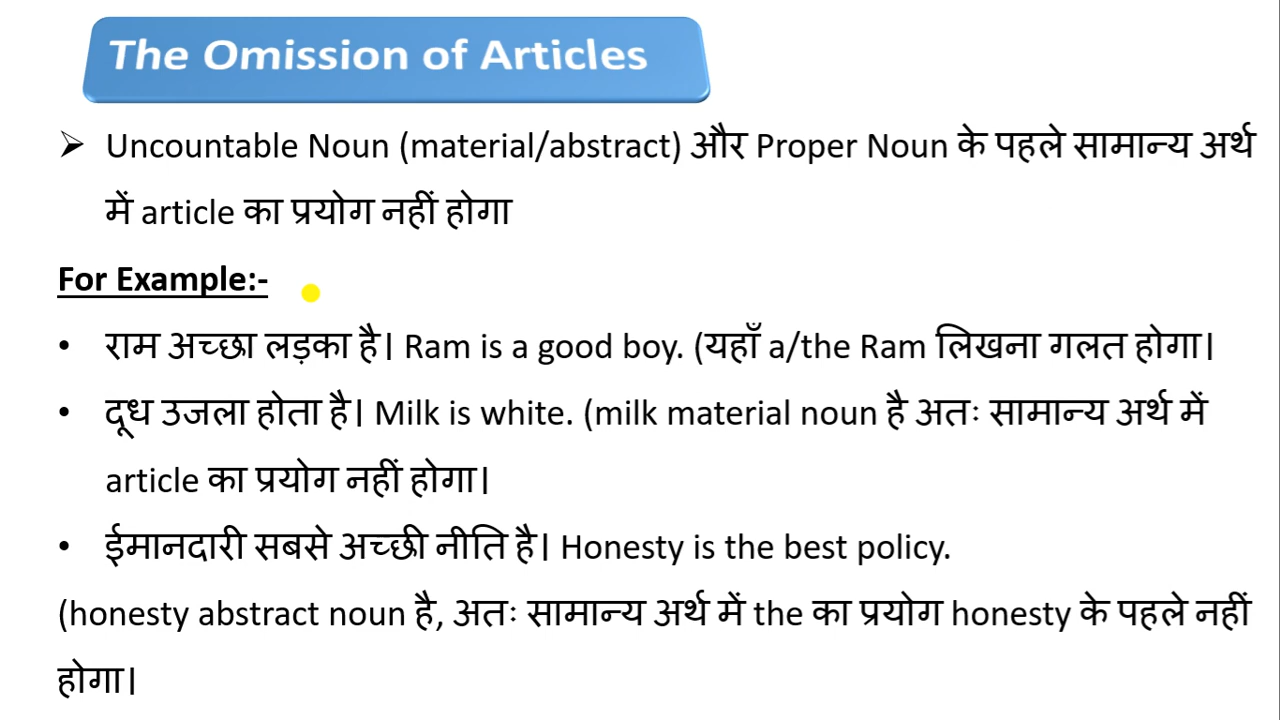 The Omission of Articles
➢ Uncountable Noun (material/abstract) और Proper Noun के पहले सामान्य अर्थ
में article का प्रयोग नहीं होगा
For Example:-
• राम अच्छा लड़का है। Ram is a good boy. (यहाँ a/the Ram लिखना गलत होगा।
• दूध उजला होता है। Milk is white. (milk material noun है अतः सामान्य अर्थ में
article का प्रयोग नहीं होगा।
• ईमानदारी सबसे अच्छी नीति है। Honesty is the best policy.
(honesty abstract noun है, अतः सामान्य अर्थ में the का प्रयोग honesty के पहले नहीं
होगा।